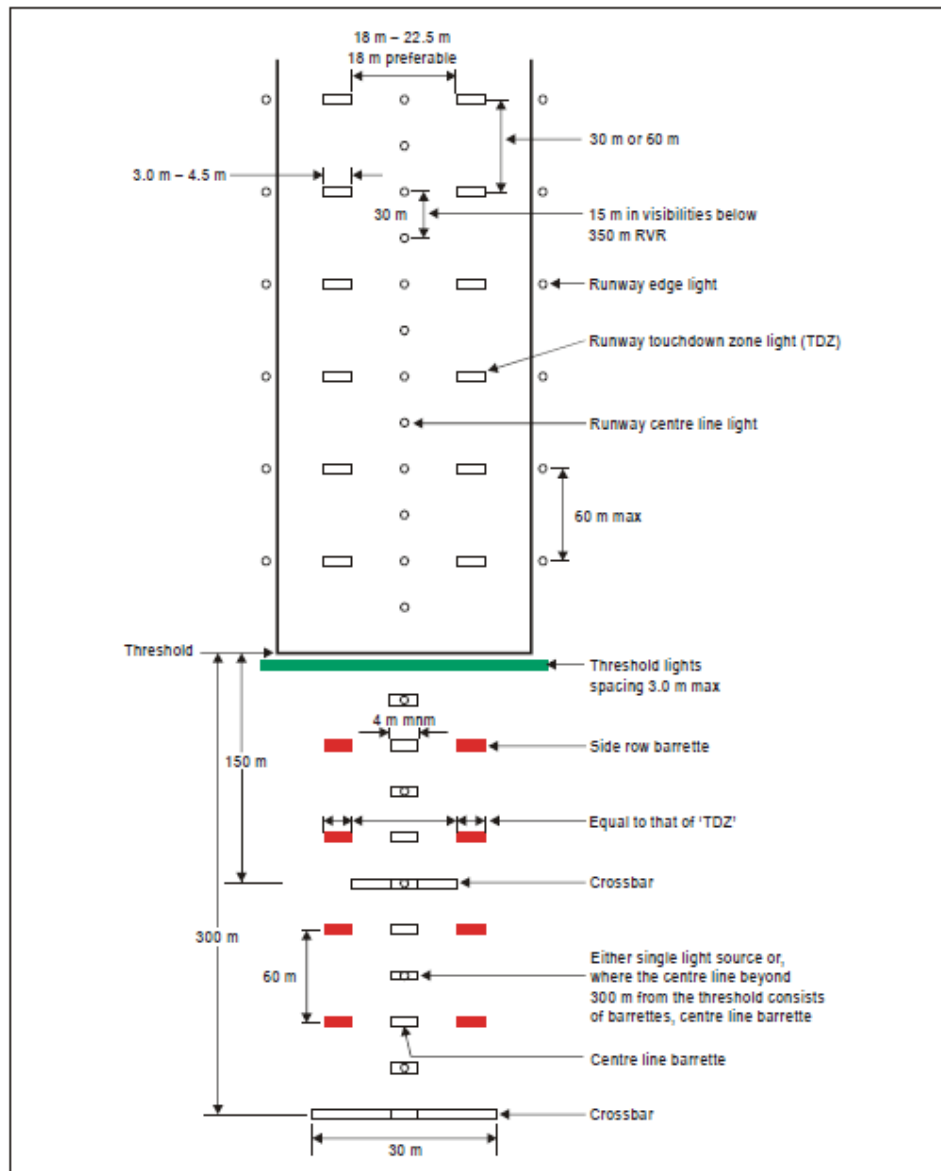 18 m – 22.5 m
18 m preferable
30 m or 60 m
3.0 m – 4.5 m
30 m
15 m in visibilities below
350 m RVR
Runway edge light
Runway touchdown zone light (TDZ)
Runway centre line light
60 m max
Threshold
Threshold lights
spacing 3.0 m max
4 m mnm
Side row barrette
150 m
Equal to that of ‘TDZ’
Crossbar
300 m
60 m
Either single light source or,
where the centre line beyond
300 m from the threshold consists
of barrettes, centre line barrette
Centre line barrette
Crossbar
30 m